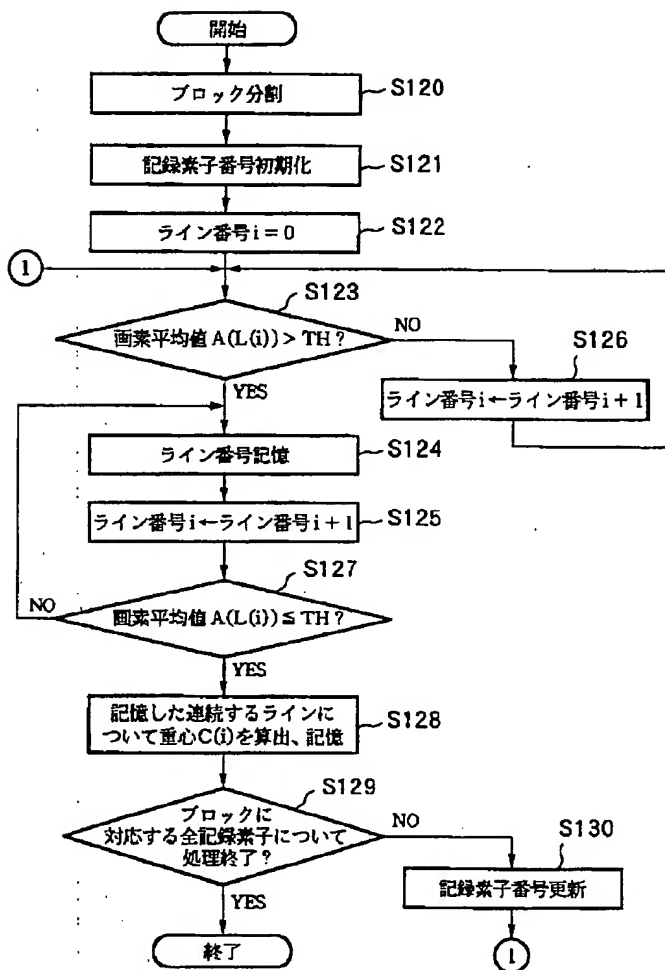 開始
ブロック分割
S120
記録素子番号初期化
S121
ライン番号i=0
S122
1
S123
画素平均値 A(L(i))>TH?
NO
YES
S126
ライン番号i←ライン番号i+1
ライン番号記憶
S124
ライン番号i←ライン番号i+1
S125
S127
画素平均値 A(L(i))≦TH?
NO
YES
記憶した連続するラインに
ついて重心C(i)を算出、記憶
S128
S129
ブロックに
対応する全記録素子について
処理終了?
NO
YES
S130
記録素子番号更新
終了
1